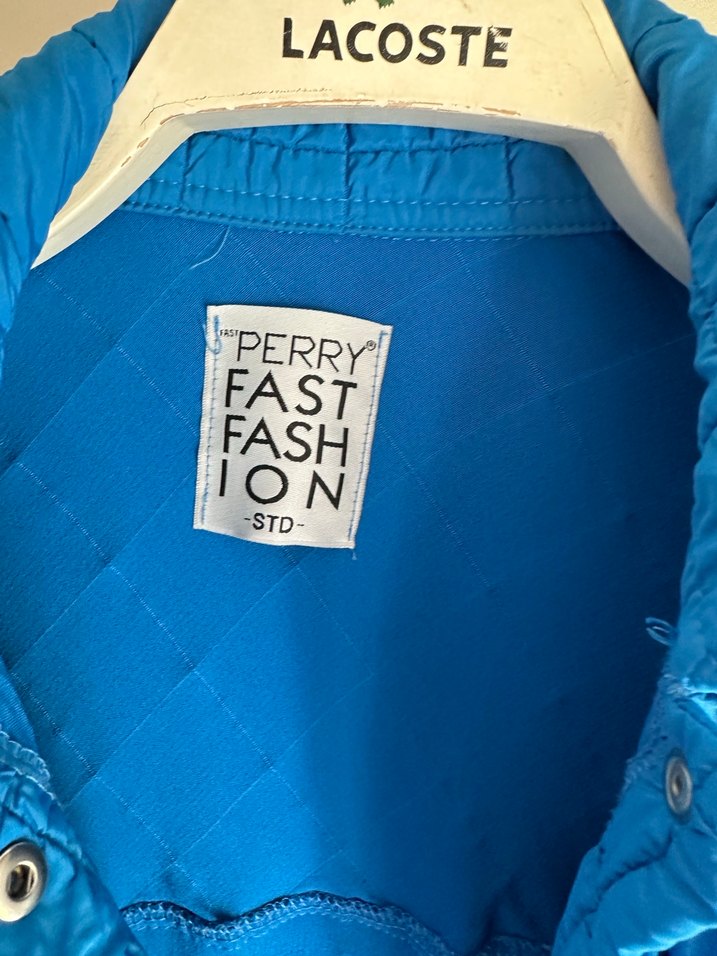 LACOSTE
FAST PERRY®
FAST
FASH
ION
-STD-